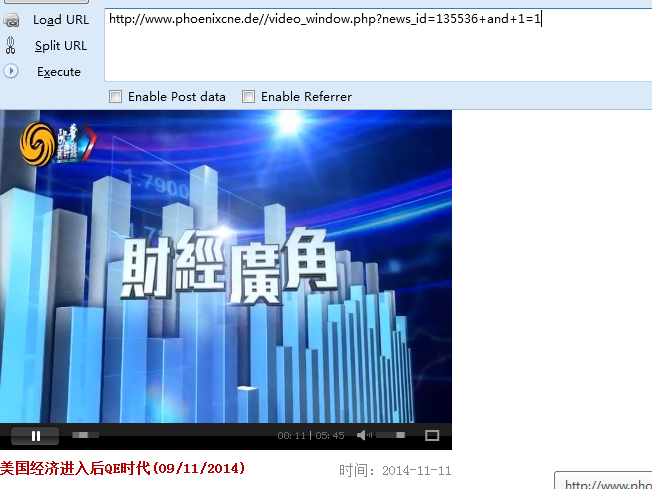 Load URL
http://www.phoenixcne.de//video_window.php?news_id=135536+and+1=1
Split URL
Execute
Enable Post data
Enable Referrer
1.7900
財經廣角
00:11 | 05:45
美国经济进入后QE时代(09/11/2014)
时间: 2014-11-11
http://www.pho